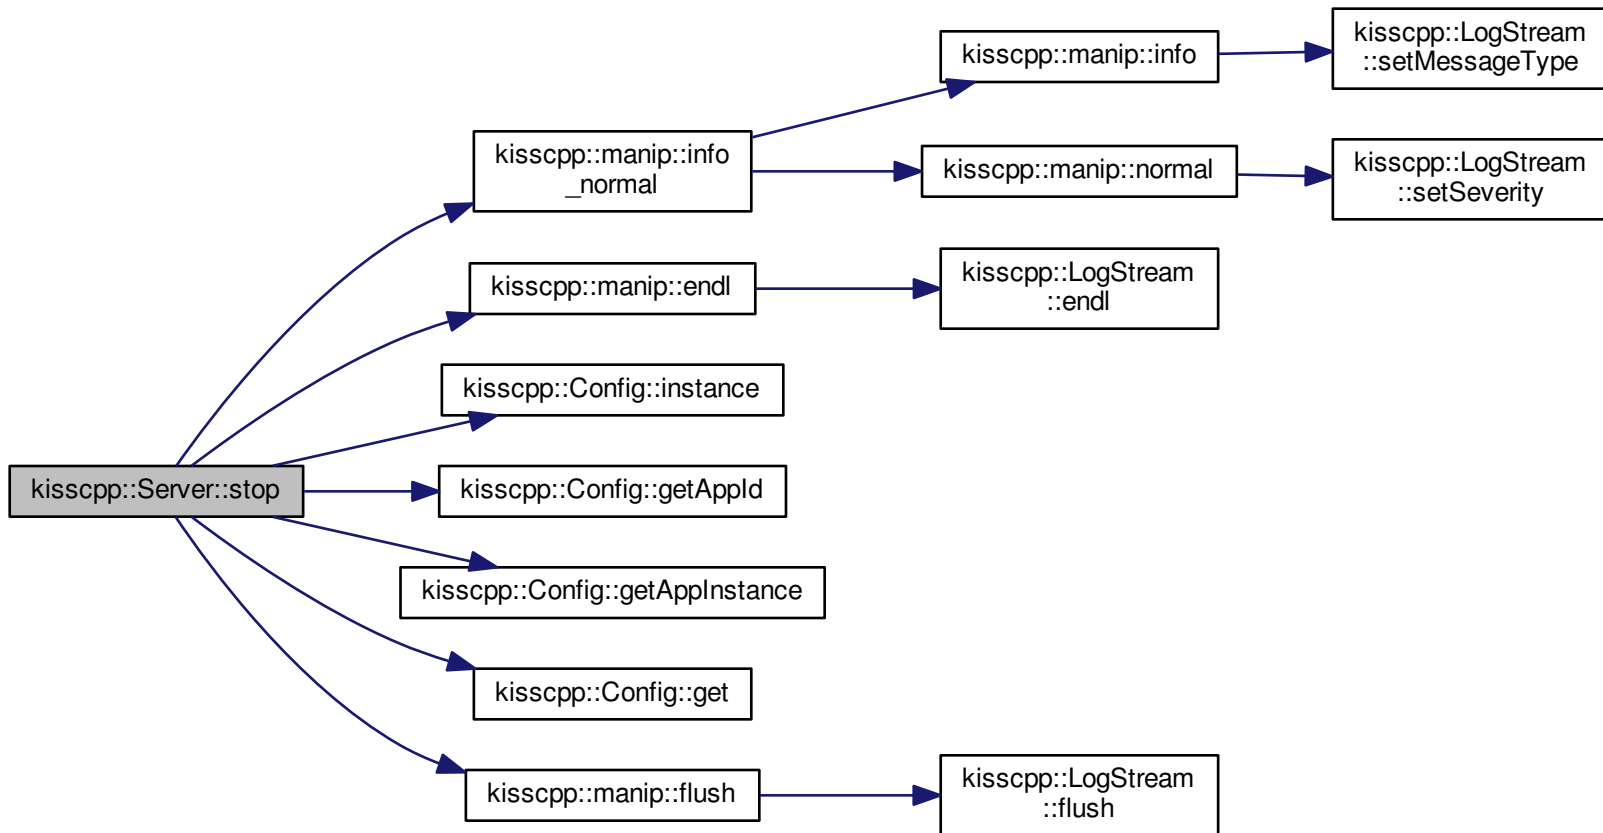 kisscpp::Server::stop
kisscpp::manip::info
_normal
kisscpp::manip::endl
kisscpp::Config::instance
kisscpp::Config::getAppId
kisscpp::Config::getAppInstance
kisscpp::Config::get
kisscpp::manip::flush
kisscpp::manip::info
kisscpp::manip::normal
kisscpp::LogStream
::endl
kisscpp::LogStream
::flush
kisscpp::LogStream
::setMessageType
kisscpp::LogStream
::setSeverity